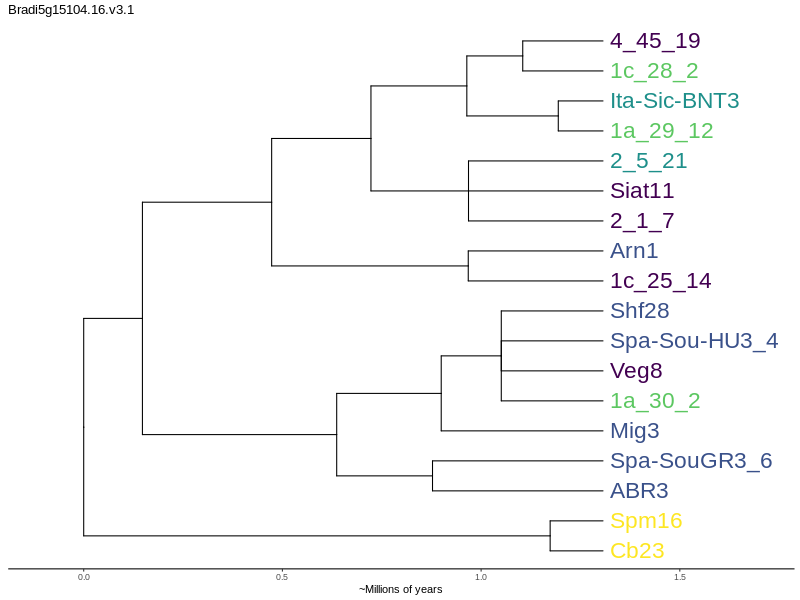 Bradi5g15104.16.v3.1
4_45_19
1c_28_2
Ita-Sic-BNT3
1a_29_12
2_5_21
Siat11
2_1_7
Arn1
1c_25_14
Shf28
Spa-Sou-HU3_4
Veg8
1a_30_2
Mig3
Spa-SouGR3_6
ABR3
Spm16
Cb23
0.0 0.5 1.0 1.5
~Millions of years